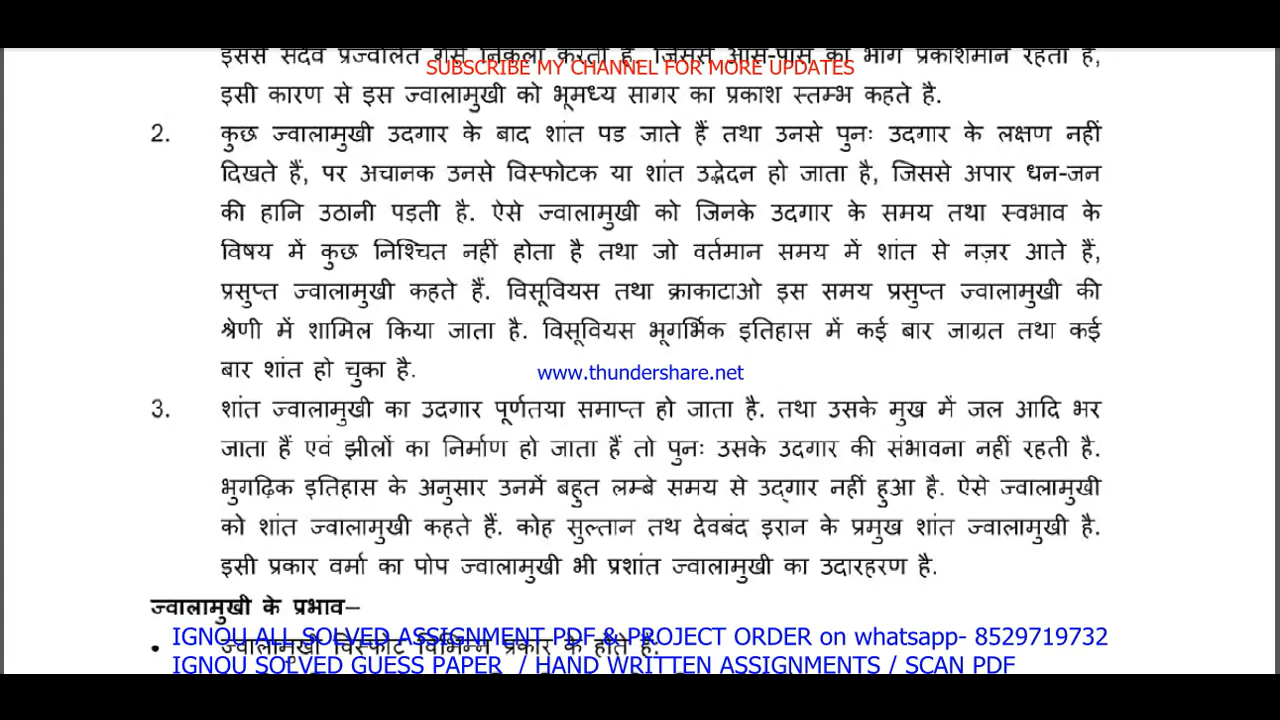 इससे सदैव प्रज्वलित गैसें निकला करती हैं, जिससे आस-पास का भाग प्रकाशमान रहता है,
SUBSCRIBE MY CHANNEL FOR MORE UPDATES
इसी कारण से इस ज्वालामुखी को भूमध्य सागर का प्रकाश स्तम्भ कहते है.
2. कुछ ज्वालामुखी उदगार के बाद शांत पड जाते हैं तथा उनसे पुनः उदगार के लक्षण नहीं
दिखते हैं, पर अचानक उनसे विस्फोटक या शांत उद्भेदन हो जाता है, जिससे अपार धन-जन
की हानि उठानी पड़ती है. ऐसे ज्वालामुखी को जिनके उदगार के समय तथा स्वभाव के
विषय में कुछ निश्चित नहीं होता है तथा जो वर्तमान समय में शांत से नज़र आते हैं,
प्रसुप्त ज्वालामुखी कहते हैं. विसूवियस तथा क्राकाटाओ इस समय प्रसुप्त ज्वालामुखी की
श्रेणी में शामिल किया जाता है. विसूवियस भूगर्भिक इतिहास में कई बार जाग्रत तथा कई
बार शांत हो चुका है.
www.thundershare.net
3. शांत ज्वालामुखी का उदगार पूर्णतया समाप्त हो जाता है. तथा उसके मुख में जल आदि भर
जाता हैं एवं झीलों का निर्माण हो जाता हैं तो पुनः उसके उदगार की संभावना नहीं रहती है.
भुगढ़िक इतिहास के अनुसार उनमें बहुत लम्बे समय से उद्गार नहीं हुआ है. ऐसे ज्वालामुखी
को शांत ज्वालामुखी कहते हैं. कोह सुल्तान तथ देवबंद इरान के प्रमुख शांत ज्वालामुखी है.
इसी प्रकार वर्मा का पोप ज्वालामुखी भी प्रशांत ज्वालामुखी का उदारहरण है.
ज्वालामुखी के प्रभाव–
IGNOU ALL SOLVED ASSIGNMENT PDF & PROJECT ORDER on whatsapp- 8529719732
• ज्वालामुखी विस्फोट विभिन्न प्रकार के होते है.
IGNOU SOLVED GUESS PAPER / HAND WRITTEN ASSIGNMENTS / SCAN PDF